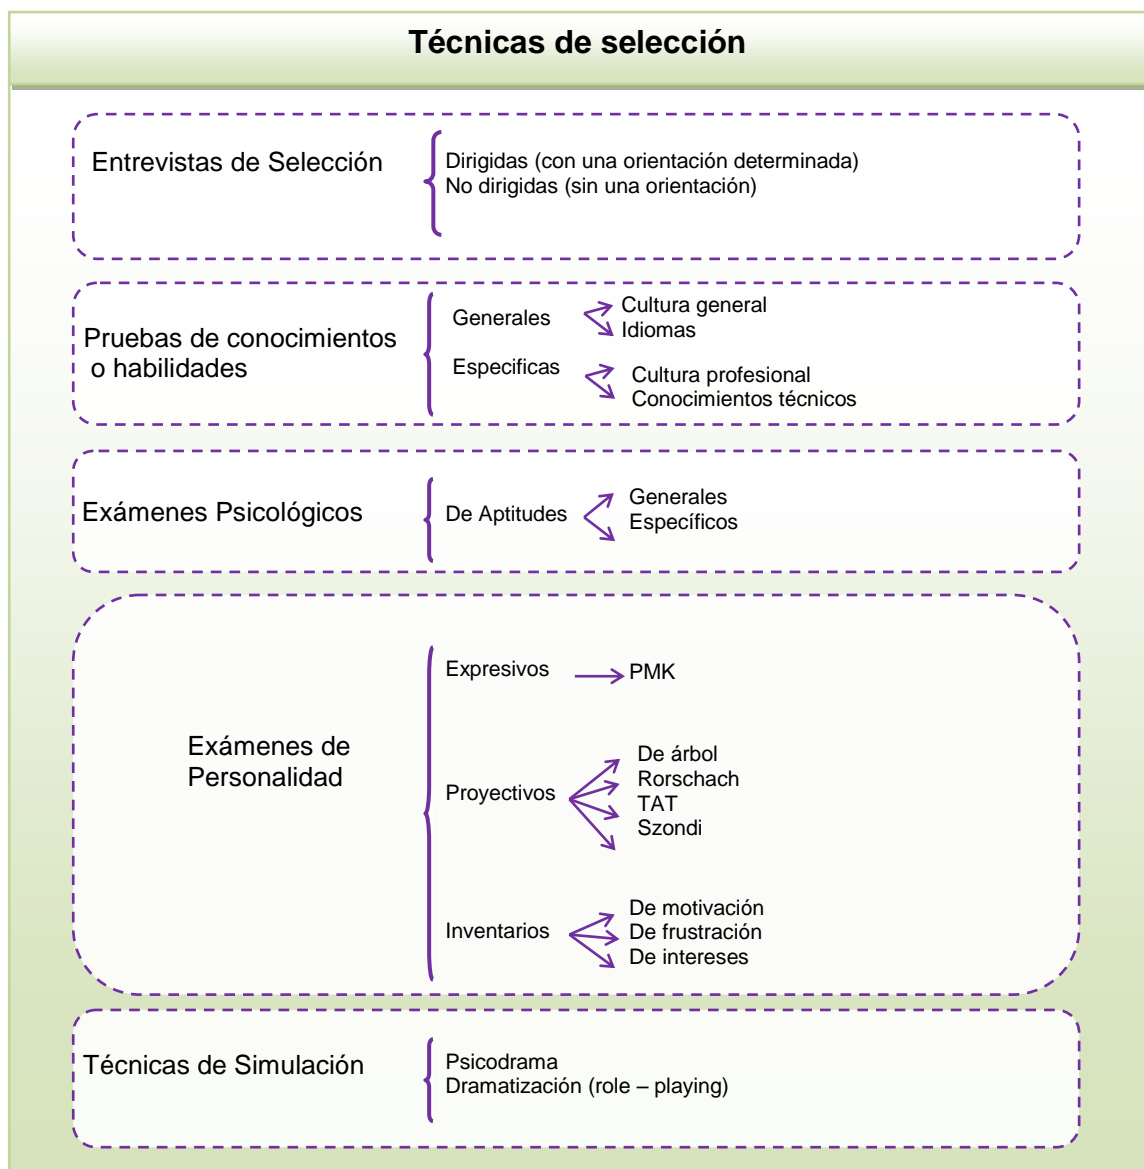 Técnicas de selección
Entrevistas de Selección
Dirigidas (con una orientación determinada)
No dirigidas (sin una orientación)
Pruebas de conocimientos
o habilidades
Generales
Cultura general
Idiomas
Especificas
Cultura profesional
Conocimientos técnicos
Exámenes Psicológicos
De Aptitudes
Generales
Específicos
Exámenes de
Personalidad
Expresivos
PMK
Proyectivos
De árbol
Rorschach
TAT
Szondi
Inventarios
De motivación
De frustración
De intereses
Técnicas de Simulación
Psicodrama
Dramatización (role – playing)